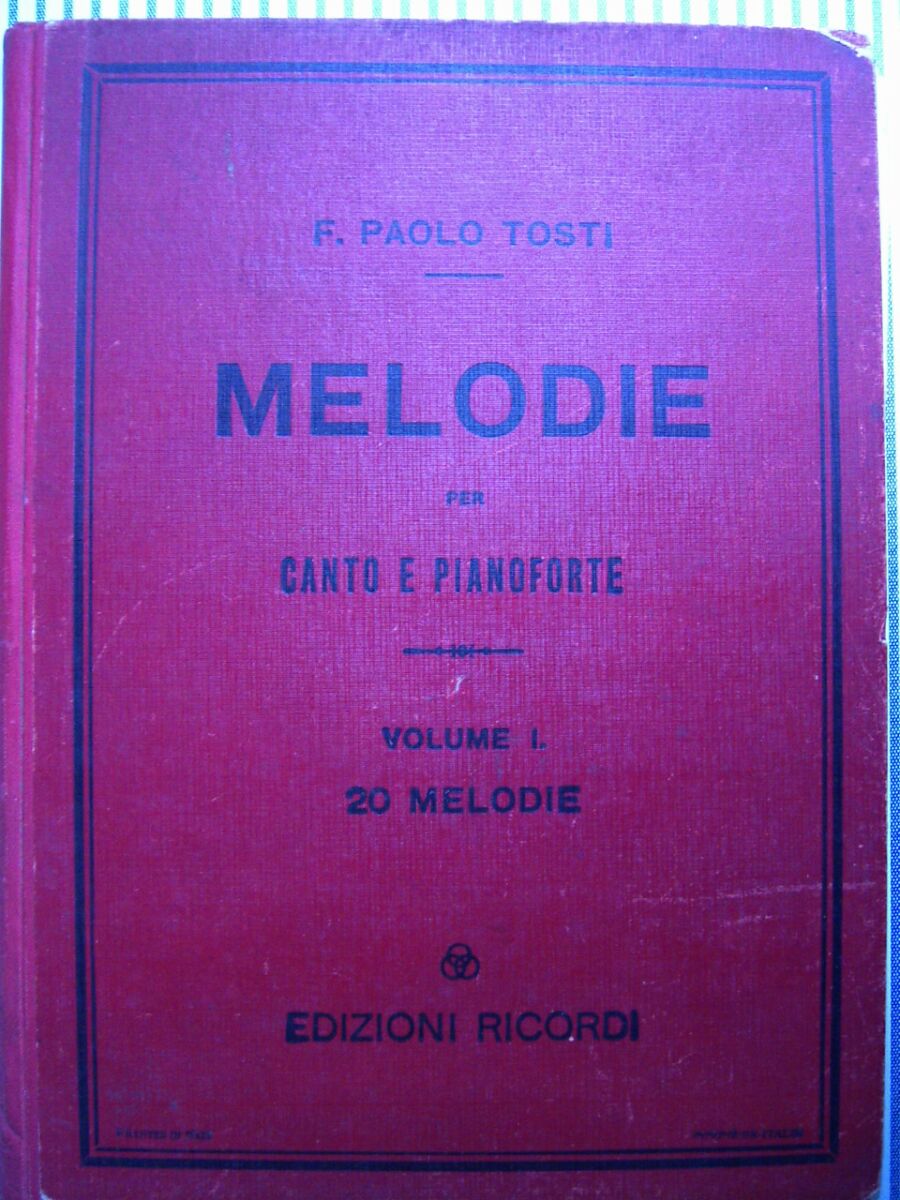 F. PAOLO TOSTI
MELODIE
PER
CANTO E PIANOFORTE
VOLUME I.
20 MELODIE
EDIZIONI RICORDI